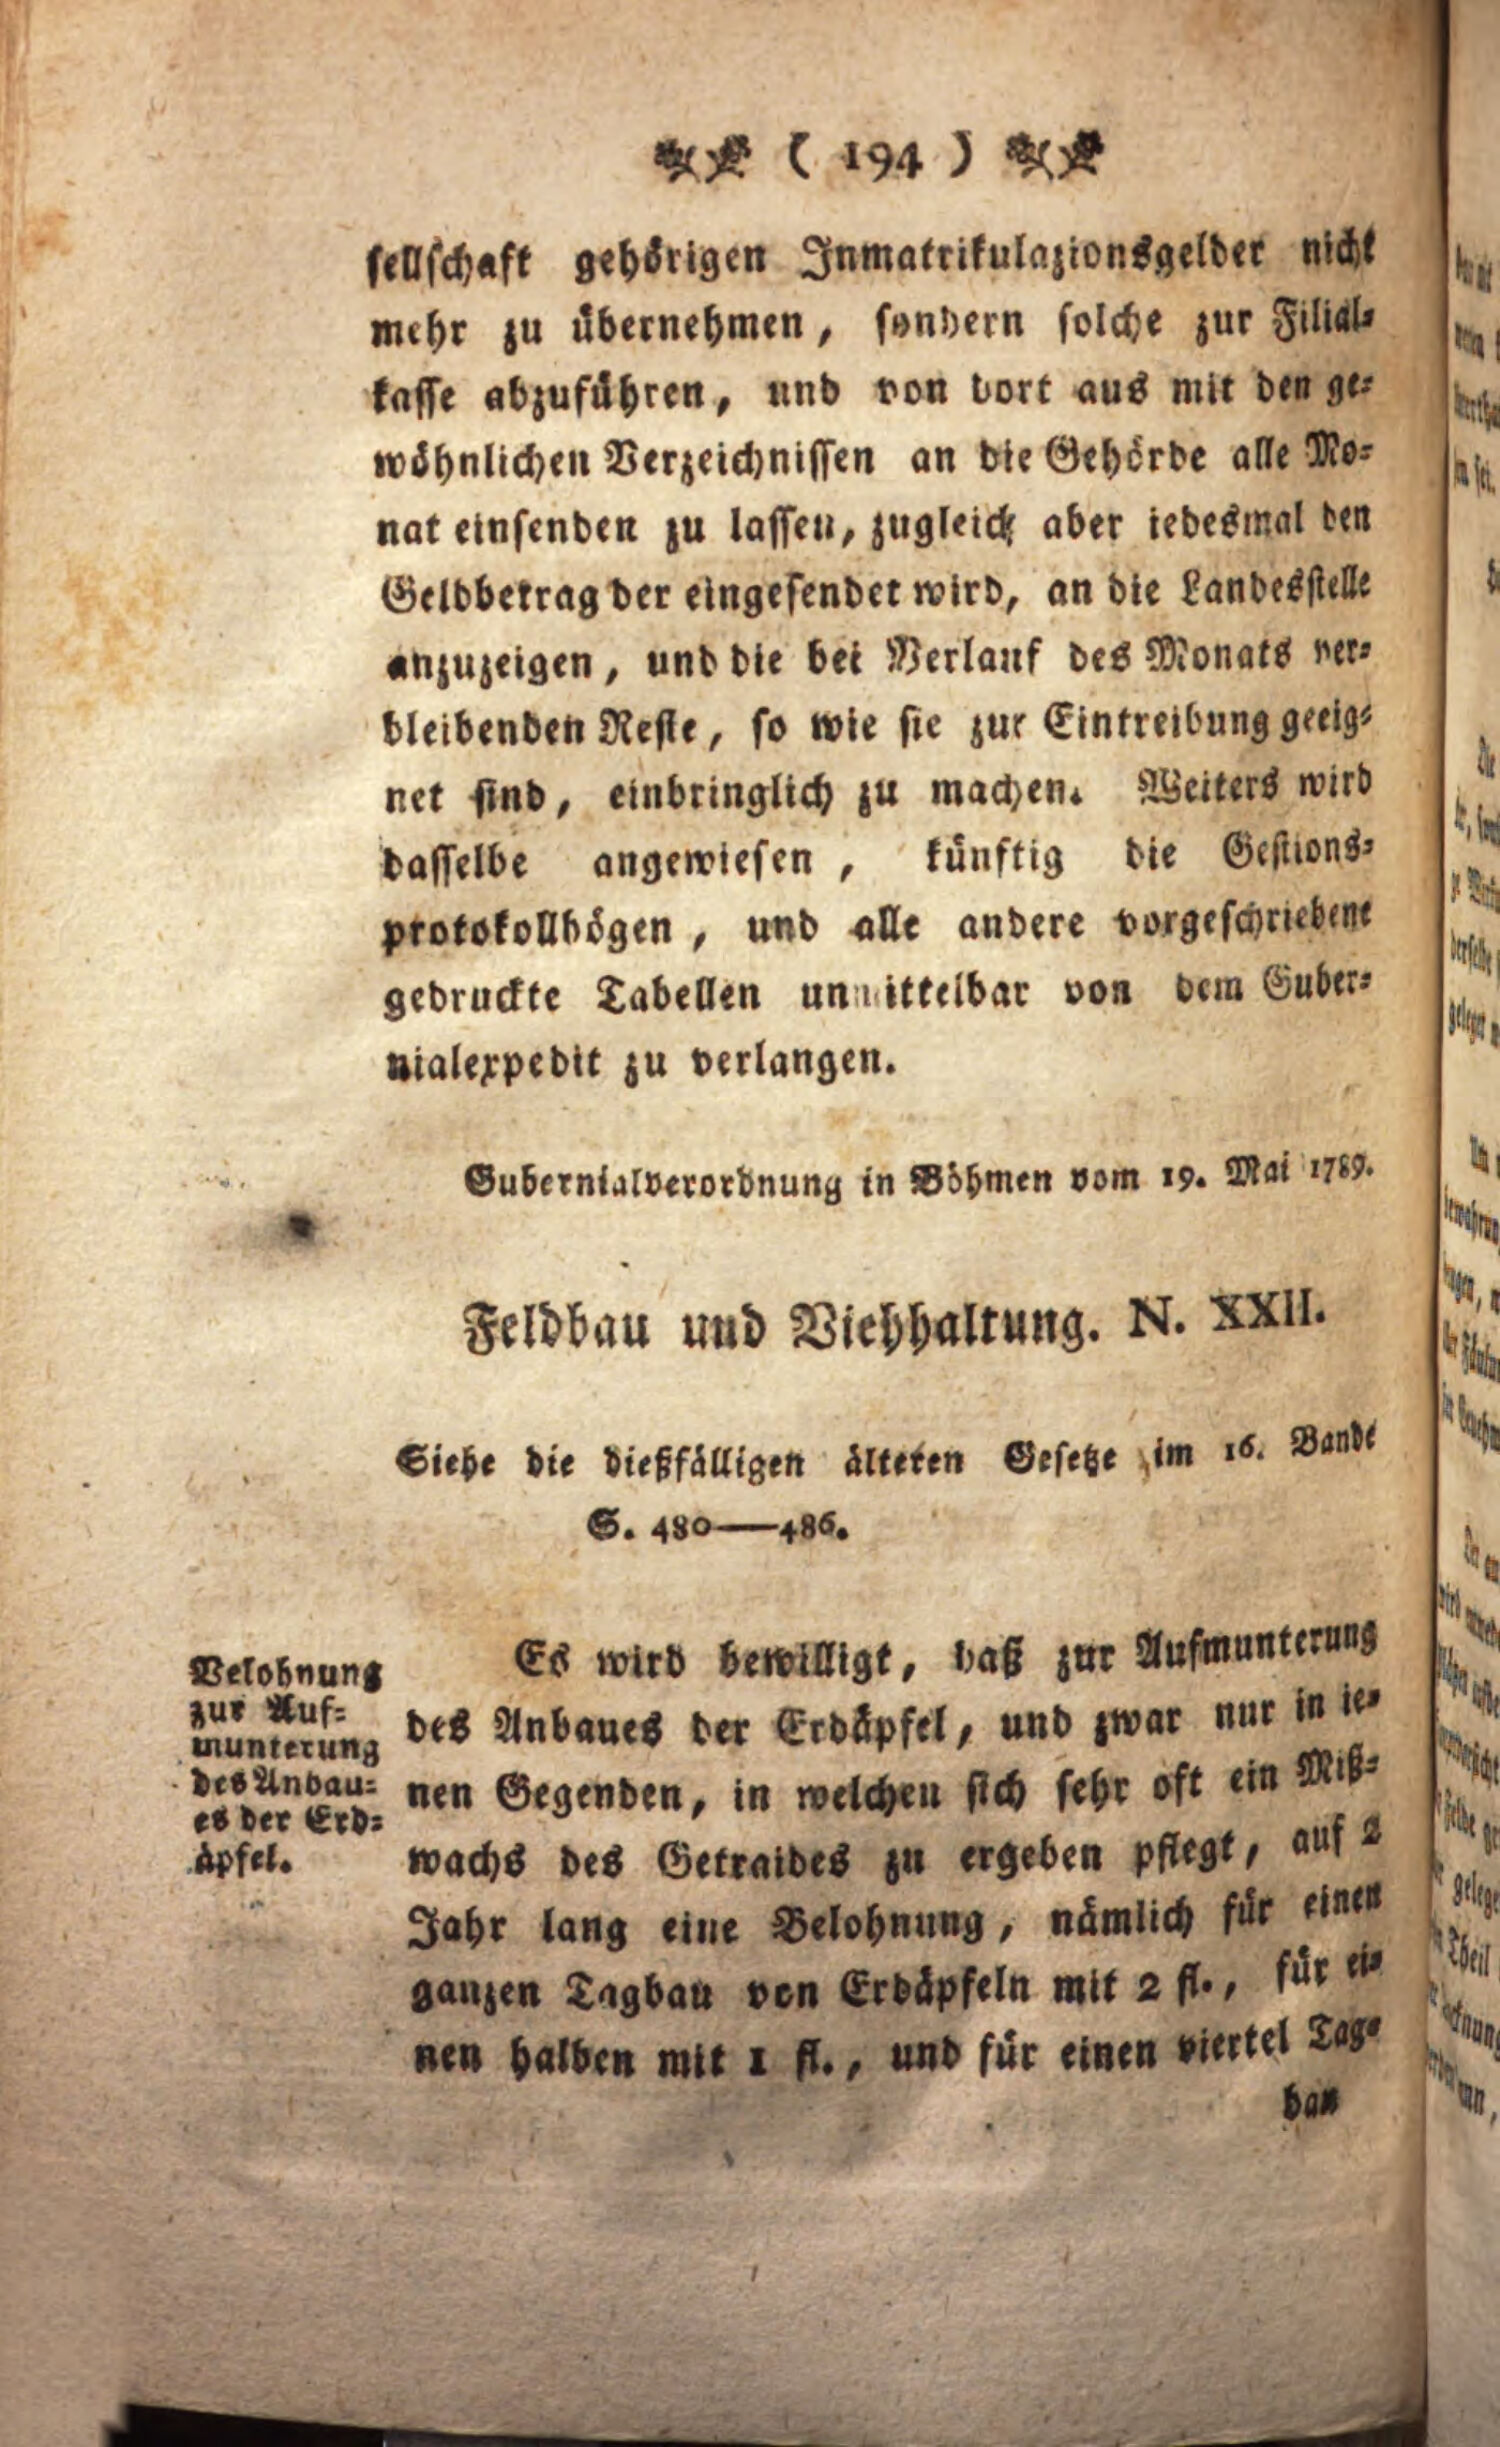 ( 194 )
sellschaft gehörigen Inmatrikulazionsgelder nicht
mehr zu übernehmen, sondern solche zur Filial-
kasse abzuführen, und von dort aus mit den ge-
wöhnlichen Verzeichnissen an die Gehörde alle Mo-
nat einsenden zu lassen, zugleich aber iedesmal den
Geldbetrag der eingesendet wird, an die Landesstelle
anzuzeigen, und die bei Verlauf des Monats ver-
bleibenden Reste, so wie sie zur Eintreibung geeig-
net sind, einbringlich zu machen. Weiters wird
dasselbe angewiesen, künftig die Gestions-
protokollbögen, und alle andere vorgeschriebene
gedruckte Tabellen unmittelbar von dem Guber-
nialexpedit zu verlangen.
Gubernialverordnung in Böhmen vom 19. Mai 1789.
Feldbau und Viehhaltung. N. XXII.
Siehe die dießfälligen älteren Gesetze im 16. Bande
S. 480—486.
Belohnung
zur Auf-
munterung
des Anbau-
es der Erd-
äpfel.
Es wird bewilligt, daß zur Aufmunterung
des Anbaues der Erdäpfel, und zwar nur in ie-
nen Gegenden, in welchen sich sehr oft ein Miß-
wachs des Getraides zu ergeben pflegt, auf 2
Jahr lang eine Belohnung, nämlich für einen
ganzen Tagbau von Erdäpfeln mit 2 fl., für ei-
nen halben mit 1 fl., und für einen viertel Tag-
bau